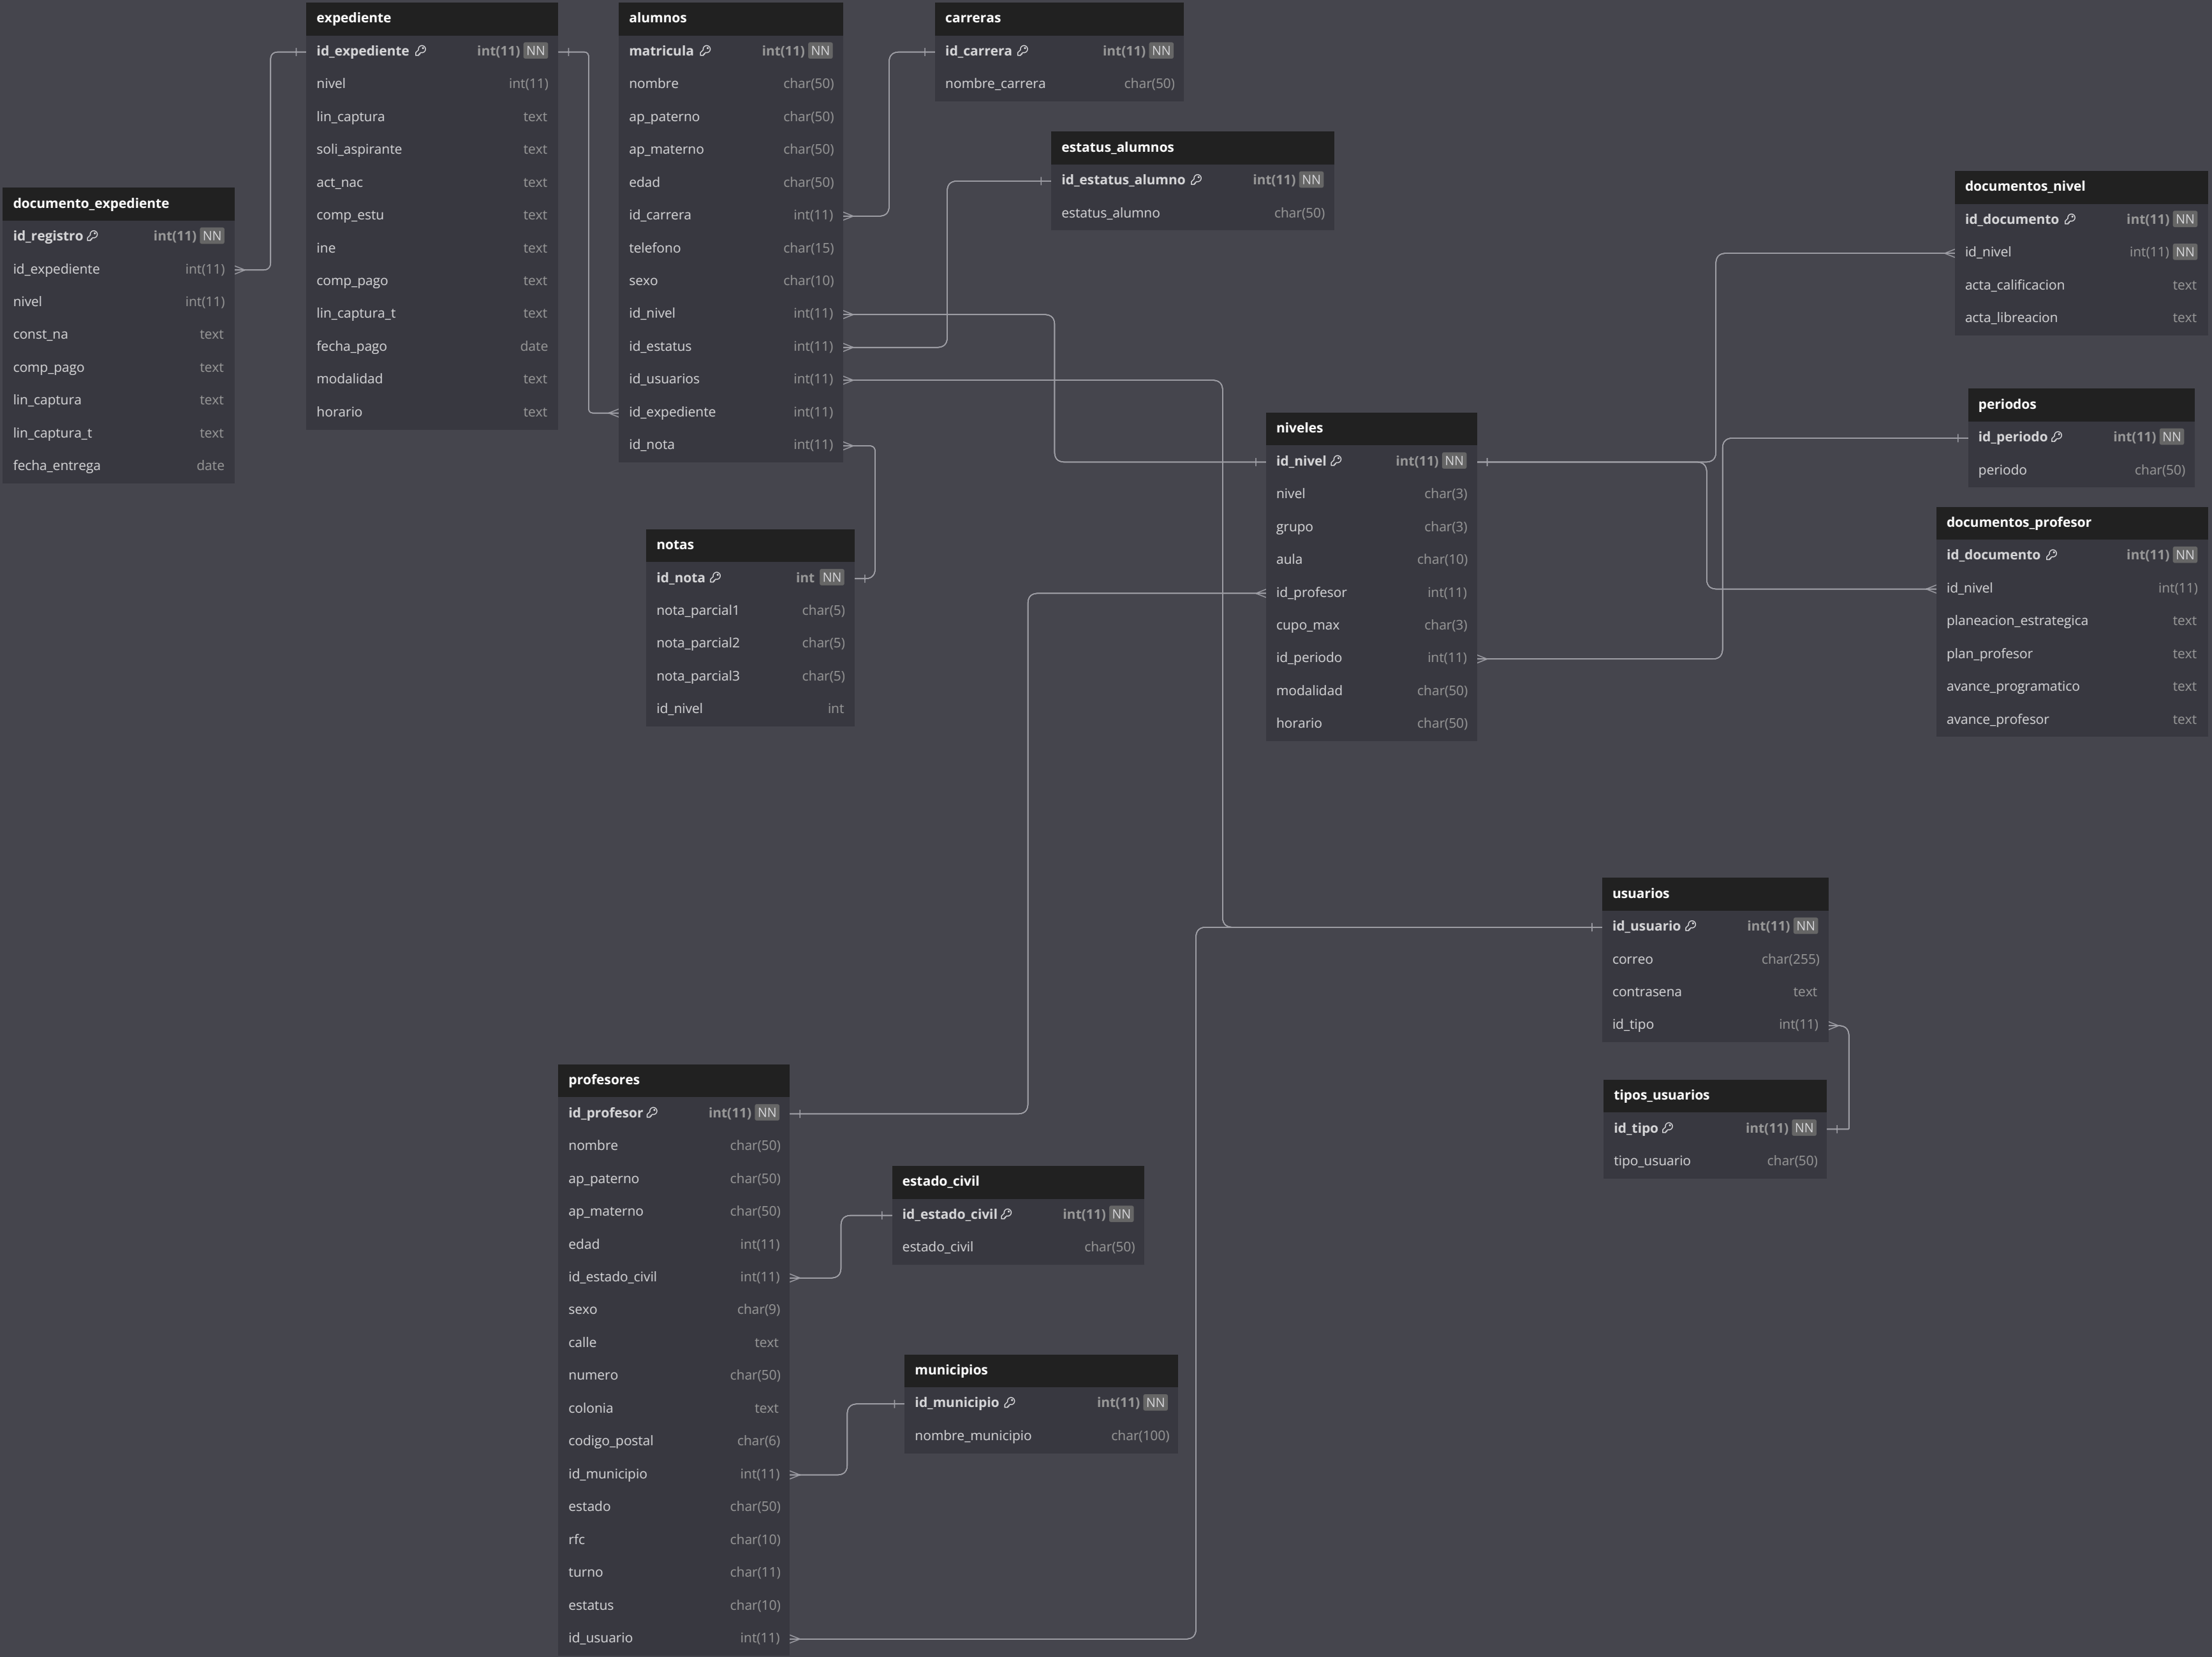 expediente
id_expediente int(11) NN
nivel int(11)
lin_captura text
soli_aspirante text
act_nac text
comp_estu text
ine text
comp_pago text
lin_captura_t text
fecha_pago date
modalidad text
horario text
alumnos
matricula int(11) NN
nombre char(50)
ap_paterno char(50)
ap_materno char(50)
edad char(50)
id_carrera int(11)
telefono char(15)
sexo char(10)
id_nivel int(11)
id_estatus int(11)
id_usuarios int(11)
id_expediente int(11)
id_nota int(11)
carreras
id_carrera int(11) NN
nombre_carrera char(50)
estatus_alumnos
id_estatus_alumno int(11) NN
estatus_alumno char(50)
documento_expediente
id_registro int(11) NN
id_expediente int(11)
nivel int(11)
const_na text
comp_pago text
lin_captura text
lin_captura_t text
fecha_entrega date
documentos_nivel
id_documento int(11) NN
id_nivel int(11) NN
acta_calificacion text
acta_libreacion text
periodos
id_periodo int(11) NN
periodo char(50)
niveles
id_nivel int(11) NN
nivel char(3)
grupo char(3)
aula char(10)
id_profesor int(11)
cupo_max char(3)
id_periodo int(11)
modalidad char(50)
horario char(50)
documentos_profesor
id_documento int(11) NN
id_nivel int(11)
planeacion_estrategica text
plan_profesor text
avance_programatico text
avance_profesor text
notas
id_nota int NN
nota_parcial1 char(5)
nota_parcial2 char(5)
nota_parcial3 char(5)
id_nivel int
usuarios
id_usuario int(11) NN
correo char(255)
contrasena text
id_tipo int(11)
tipos_usuarios
id_tipo int(11) NN
tipo_usuario char(50)
profesores
id_profesor int(11) NN
nombre char(50)
ap_paterno char(50)
ap_materno char(50)
edad int(11)
id_estado_civil int(11)
sexo char(9)
calle text
numero char(50)
colonia text
codigo_postal char(6)
id_municipio int(11)
estado char(50)
rfc char(10)
turno char(11)
estatus char(10)
id_usuario int(11)
estado_civil
id_estado_civil int(11) NN
estado_civil char(50)
municipios
id_municipio int(11) NN
nombre_municipio char(100)